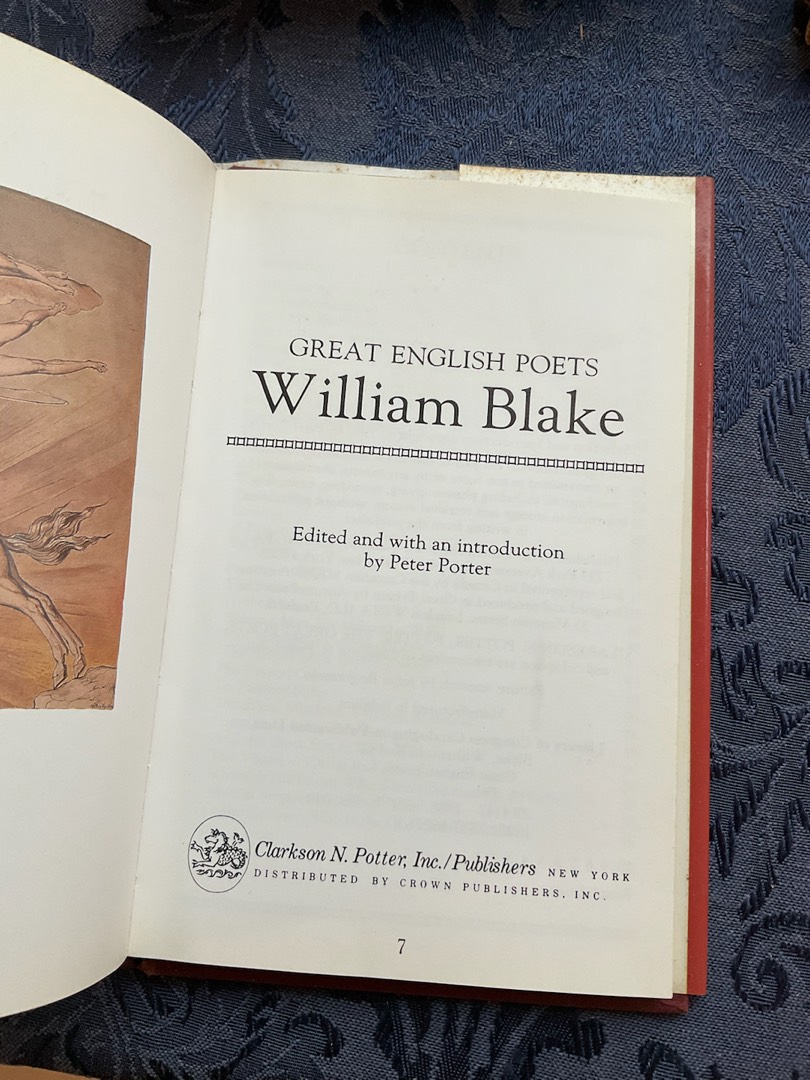 GREAT ENGLISH POETS
William Blake
Edited and with an introduction
by Peter Porter
Clarkson N. Potter, Inc./Publishers NEW YORK
DISTRIBUTED BY CROWN PUBLISHERS, INC.
7